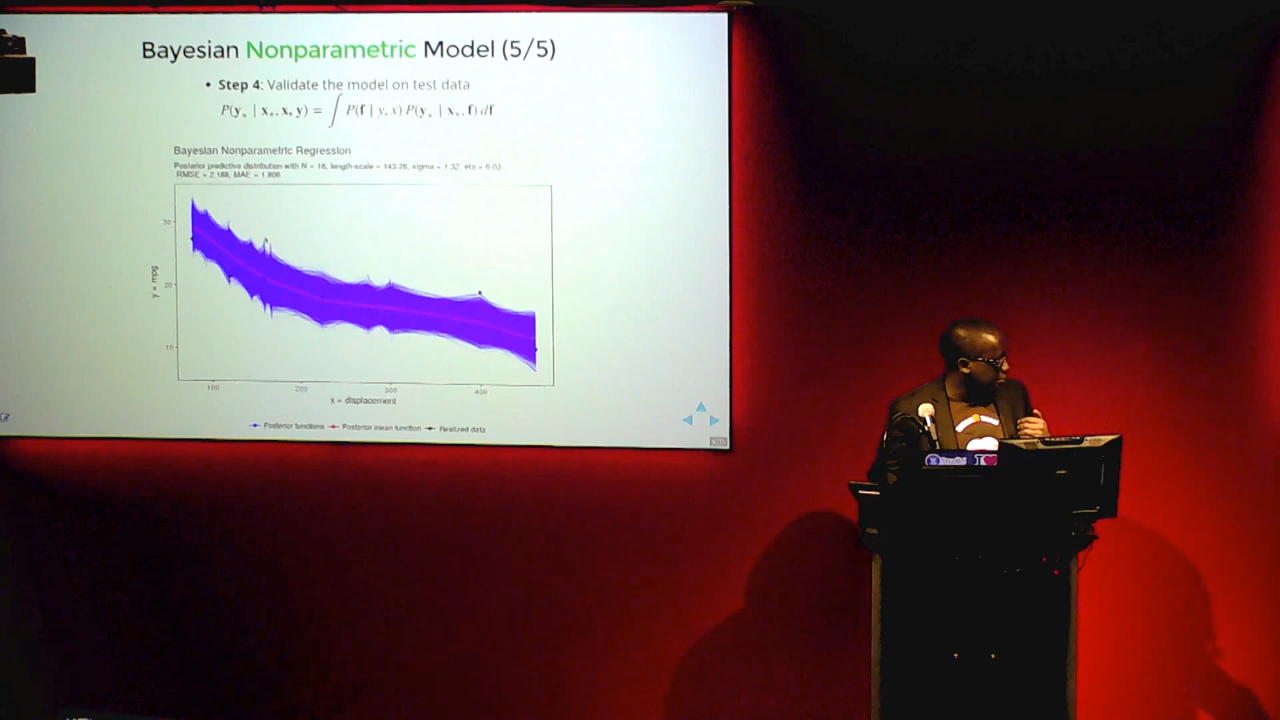 Bayesian Nonparametric Model (5/5)
• Step 4: Validate the model on test data
P(y* | x*, x, y) = ∫ P(f | y, x) P(y* | x*, f) df
Bayesian Nonparametric Regression
Posterior predictive distribution with N = 16, length-scale = 143.26, sigma = 1.32, eta = 6.03
RMSE = 2.188, MAE = 1.806
30
20
10
y = mpg
100 200 300 400
x = displacement
Posterior functions Posterior mean function Realized data
Studio I